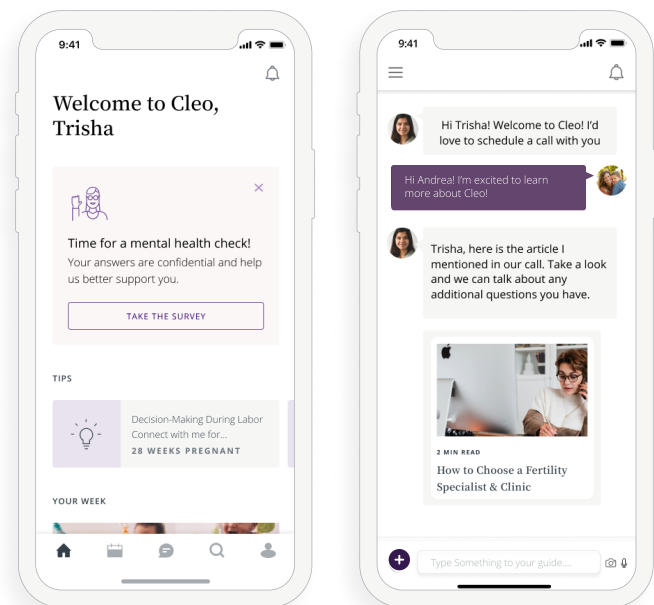 9:41
Welcome to Cleo,
Trisha
Time for a mental health check!
Your answers are confidential and help
us better support you.
TAKE THE SURVEY
TIPS
Decision-Making During Labor
Connect with me for...
28 WEEKS PREGNANT
YOUR WEEK
9:41
Hi Trisha! Welcome to Cleo! I'd
love to schedule a call with you
Hi Andrea! I'm excited to learn
more about Cleo!
Trisha, here is the article I
mentioned in our call. Take a look
and we can talk about any
additional questions you have.
2 MIN READ
How to Choose a Fertility
Specialist & Clinic
Type Something to your guide....